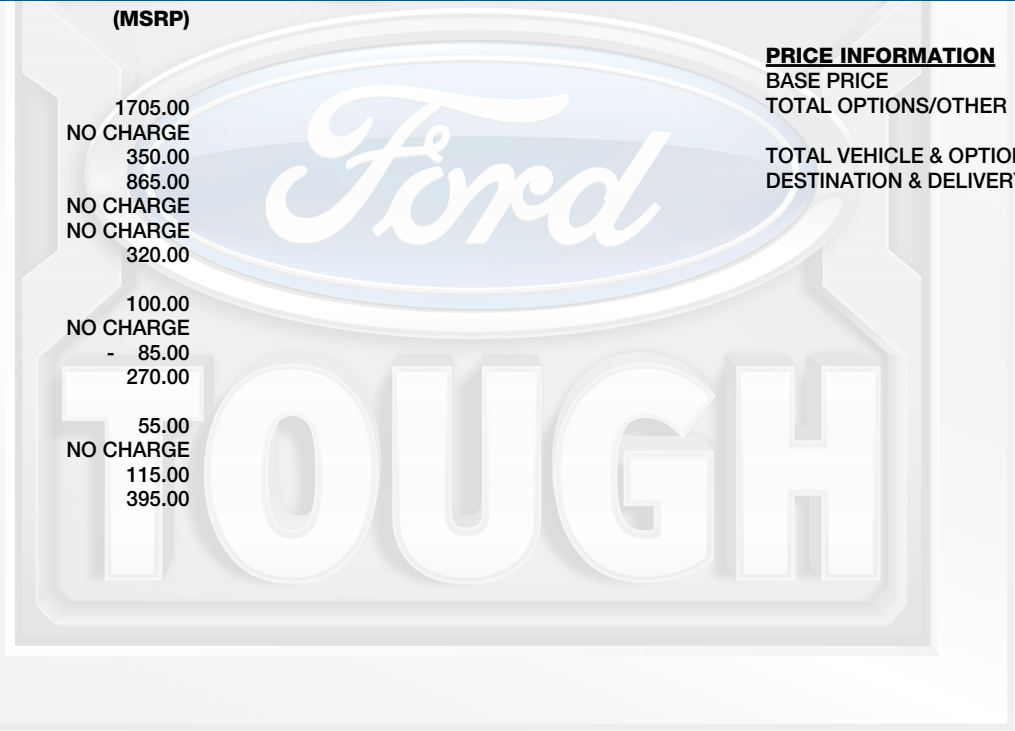 (MSRP)
1705.00
NO CHARGE
350.00
865.00
NO CHARGE
NO CHARGE
320.00
100.00
NO CHARGE
- 85.00
270.00
55.00
NO CHARGE
115.00
395.00
PRICE INFORMATION
BASE PRICE
TOTAL OPTIONS/OTHER
TOTAL VEHICLE & OPTION
DESTINATION & DELIVERY
Ford
TOUGH